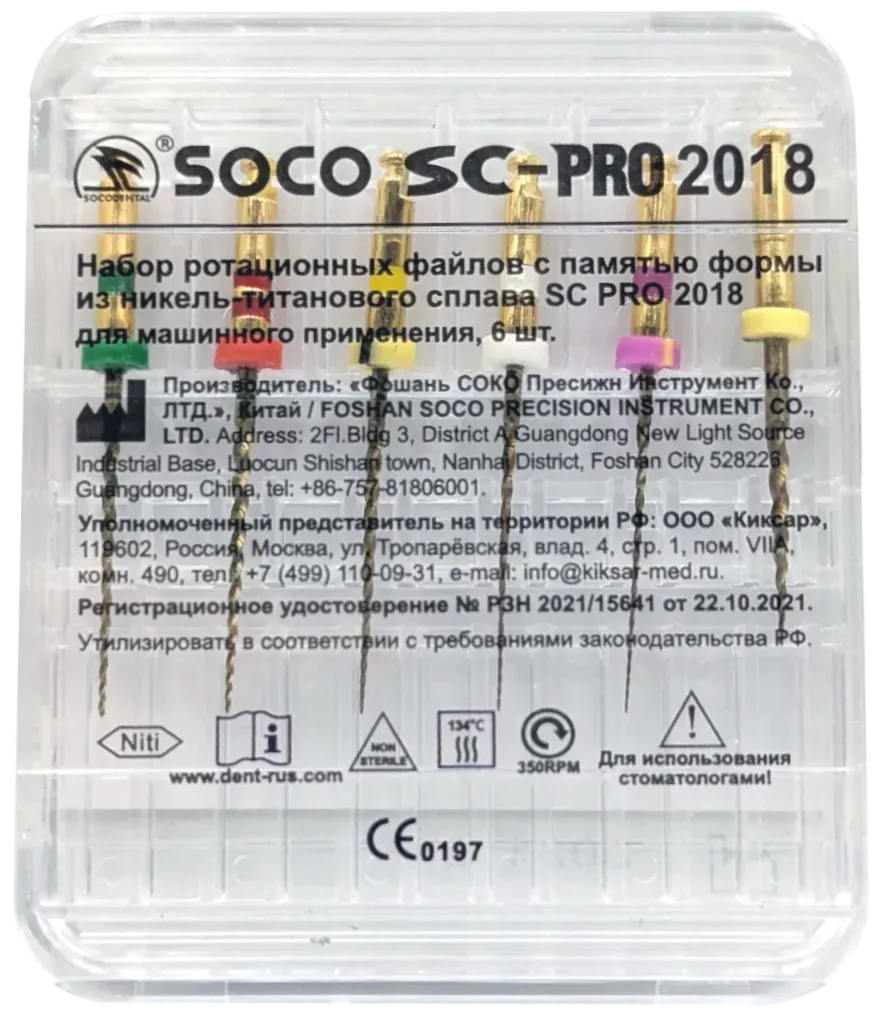 SOCODENTAL ® SOCO SC-PRO 2018
Набор ротационных файлов с памятью формы
из никель-титанового сплава SC PRO 2018
для машинного применения, 6 шт.
Производитель: «Фошань СОКО Пресижн Инструмент Ко.,
ЛТД.», Китай / FOSHAN SOCO PRECISION INSTRUMENT CO.,
LTD. Address: 2Fl.Bldg 3, District A Guangdong New Light Source
Industrial Base, Luocun Shishan town, Nanhai District, Foshan City 528226
Guangdong, China, tel: +86-757-81806001.
Уполномоченный представитель на территории РФ: ООО «Киксар»,
119602, Россия, Москва, ул. Тропарёвская, влад. 4, стр. 1, пом. VIIA,
комн. 490, тел. +7 (499) 110-09-31, e-mail: info@kiksar-med.ru.
Регистрационное удостоверение № РЗН 2021/15641 от 22.10.2021.
Утилизировать в соответствии с требованиями законодательства РФ.
Niti
i
www.dent-rus.com
NON
STERILE
134°C
350RPM
!
Для использования
стоматологами!
CE 0197